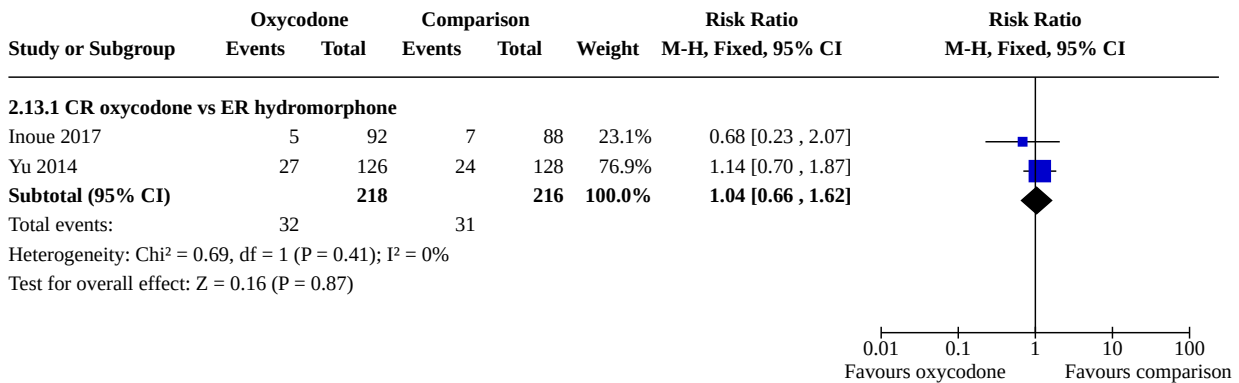 Oxycodone Comparison Risk Ratio Risk Ratio
Study or Subgroup Events Total Events Total Weight M-H, Fixed, 95% CI M-H, Fixed, 95% CI
2.13.1 CR oxycodone vs ER hydromorphone
Inoue 2017 5 92 7 88 23.1% 0.68 [0.23 , 2.07]
Yu 2014 27 126 24 128 76.9% 1.14 [0.70 , 1.87]
Subtotal (95% CI) 218 216 100.0% 1.04 [0.66 , 1.62]
Total events: 32 31
Heterogeneity: Chi² = 0.69, df = 1 (P = 0.41); I² = 0%
Test for overall effect: Z = 0.16 (P = 0.87)
0.01 0.1 1 10 100
Favours oxycodone Favours comparison